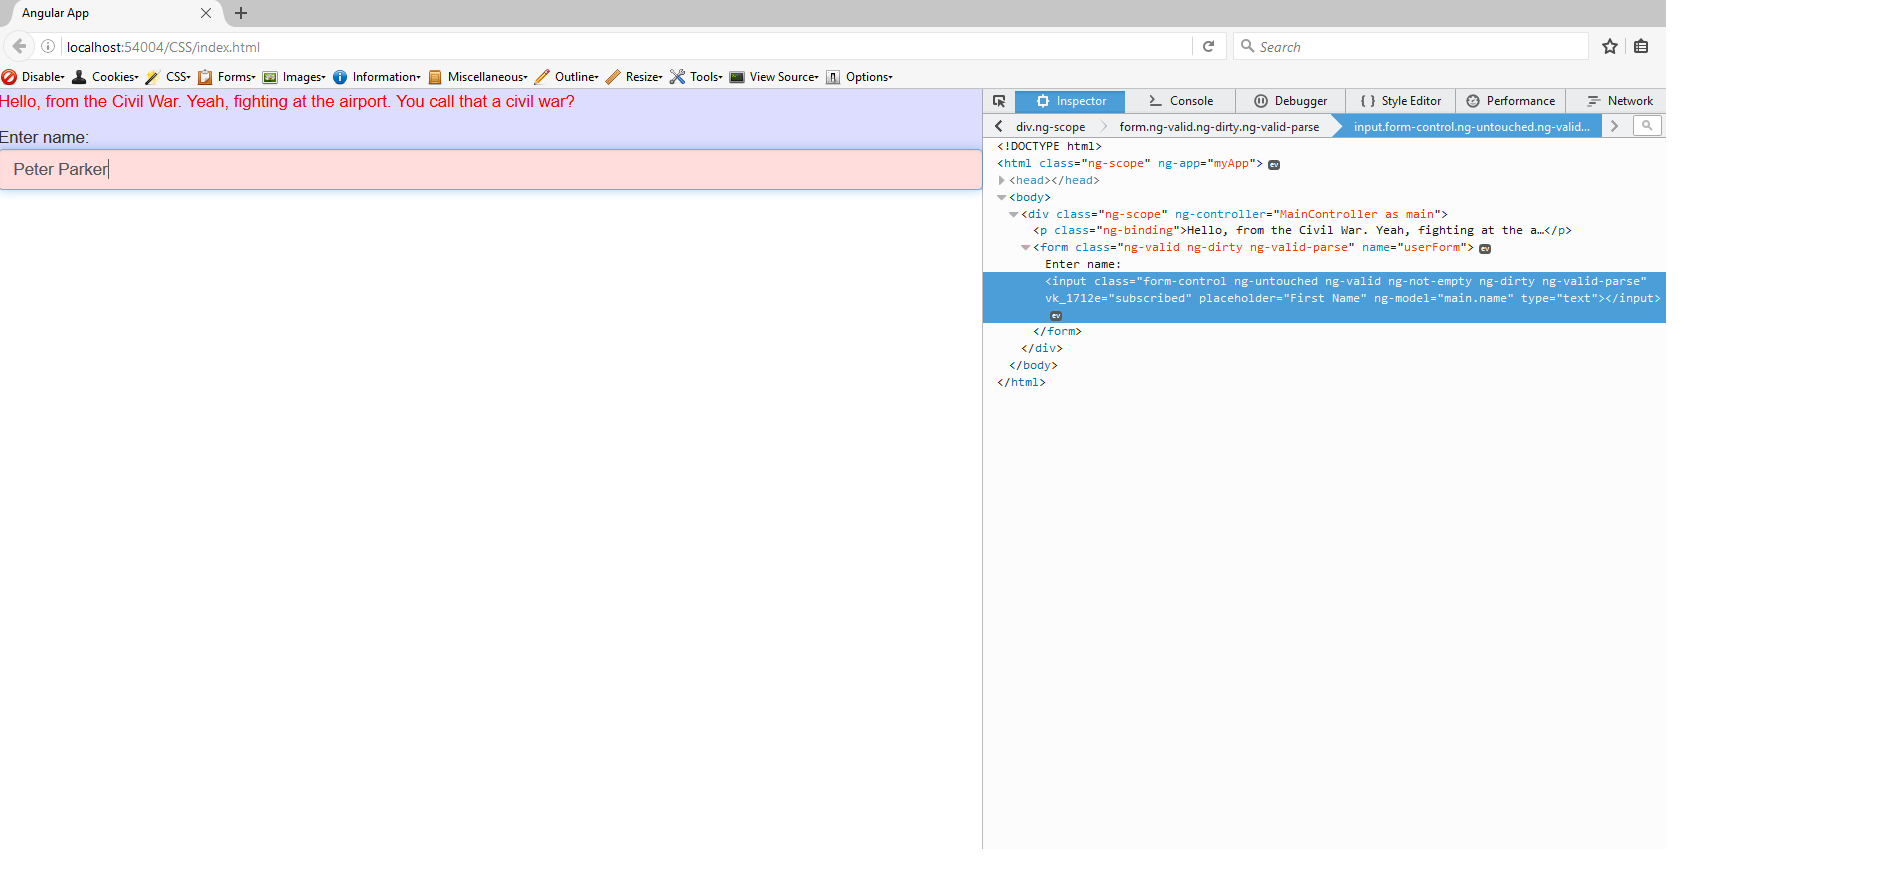 Angular App
localhost:54004/CSS/index.html
Search
Disable Cookies CSS Forms Images Information Miscellaneous Outline Resize Tools View Source Options
Hello, from the Civil War. Yeah, fighting at the airport. You call that a civil war?
Enter name:
Peter Parker
Inspector Console Debugger Style Editor Performance Network
div.ng-scope form.ng-valid.ng-dirty.ng-valid-parse input.form-control.ng-untouched.ng-valid...
<!DOCTYPE html>
<html class="ng-scope" ng-app="myApp"> ev
<head></head>
<body>
<div class="ng-scope" ng-controller="MainController as main">
<p class="ng-binding">Hello, from the Civil War. Yeah, fighting at the a…</p>
<form class="ng-valid ng-dirty ng-valid-parse" name="userForm"> ev
Enter name:
<input class="form-control ng-untouched ng-valid ng-not-empty ng-dirty ng-valid-parse"
vk_1712e="subscribed" placeholder="First Name" ng-model="main.name" type="text"></input>
ev
</form>
</div>
</body>
</html>